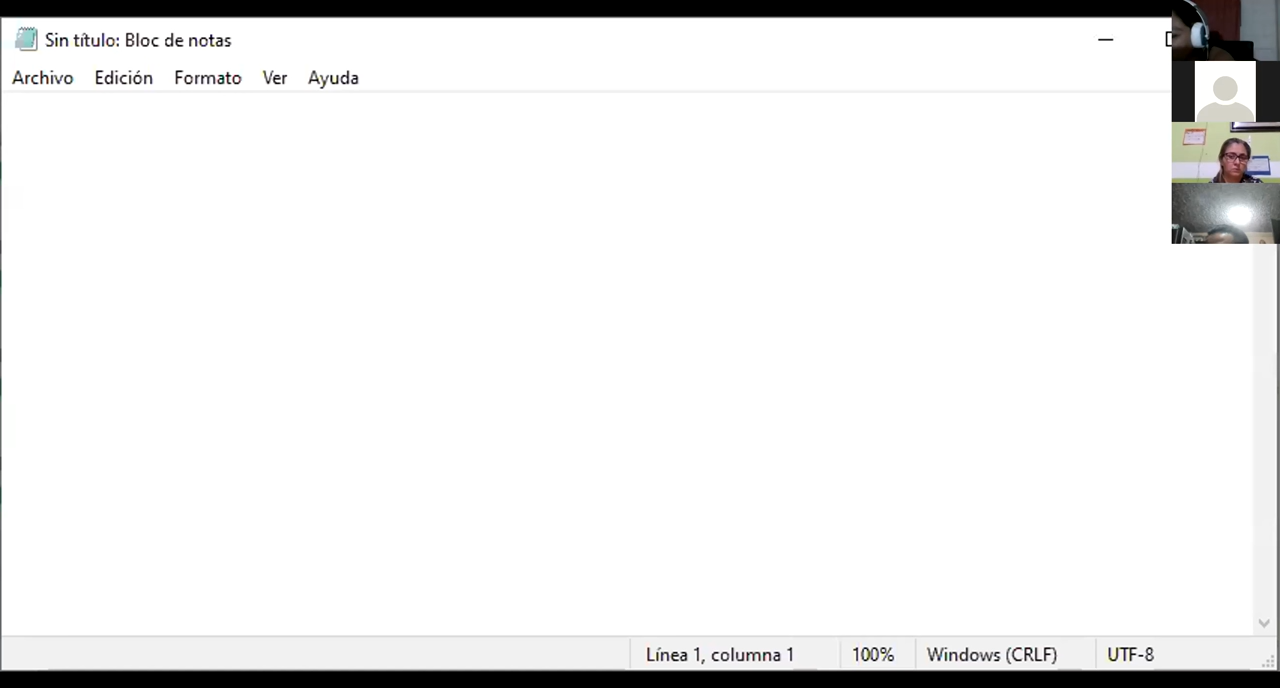 Sin título: Bloc de notas
Archivo Edición Formato Ver Ayuda
Línea 1, columna 1 100% Windows (CRLF) UTF-8